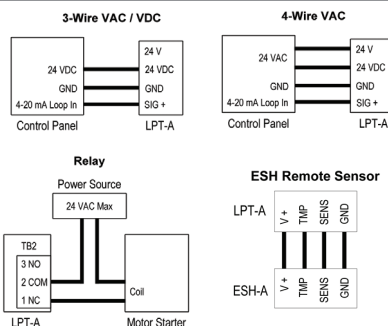 3-Wire VAC / VDC
24 V
24 VDC
24 VDC
GND
GND
4-20 mA Loop In
SIG +
Control Panel
LPT-A
4-Wire VAC
24 V
24 VAC
24 VDC
GND
GND
4-20 mA Loop In
SIG +
Control Panel
LPT-A
Relay
Power Source
24 VAC Max
TB2
3 NO
2 COM
1 NC
Coil
LPT-A
Motor Starter
ESH Remote Sensor
LPT-A
V +
TMP
SENS
GND
ESH-A
V +
TMP
SENS
GND